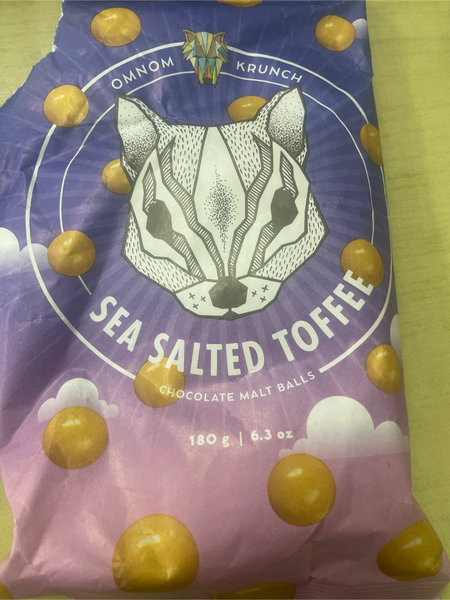 OMNOM KRUNCH
SEA SALTED TOFFEE
CHOCOLATE MALT BALLS
180 g | 6.3 oz